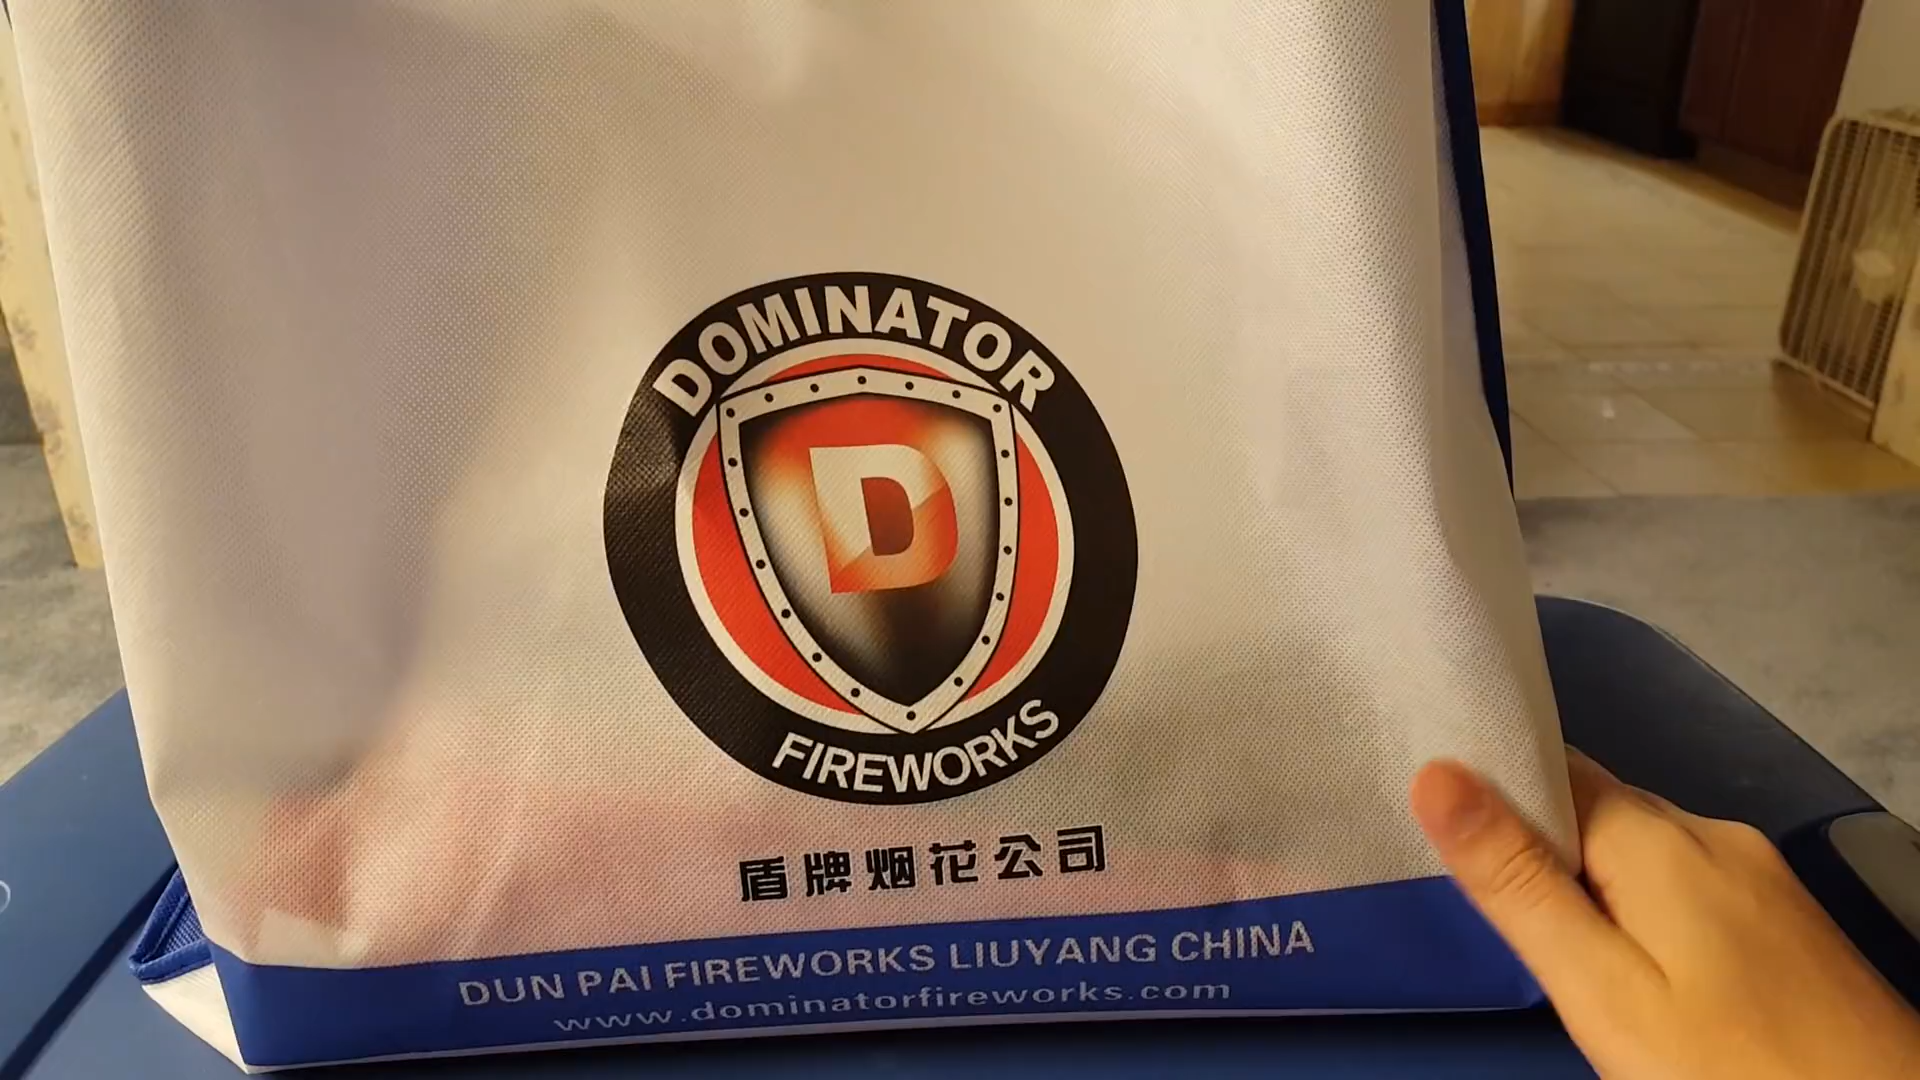 DOMINATOR
D
FIREWORKS
盾牌烟花公司
DUN PAI FIREWORKS LIUYANG CHINA
www.dominatorfireworks.com